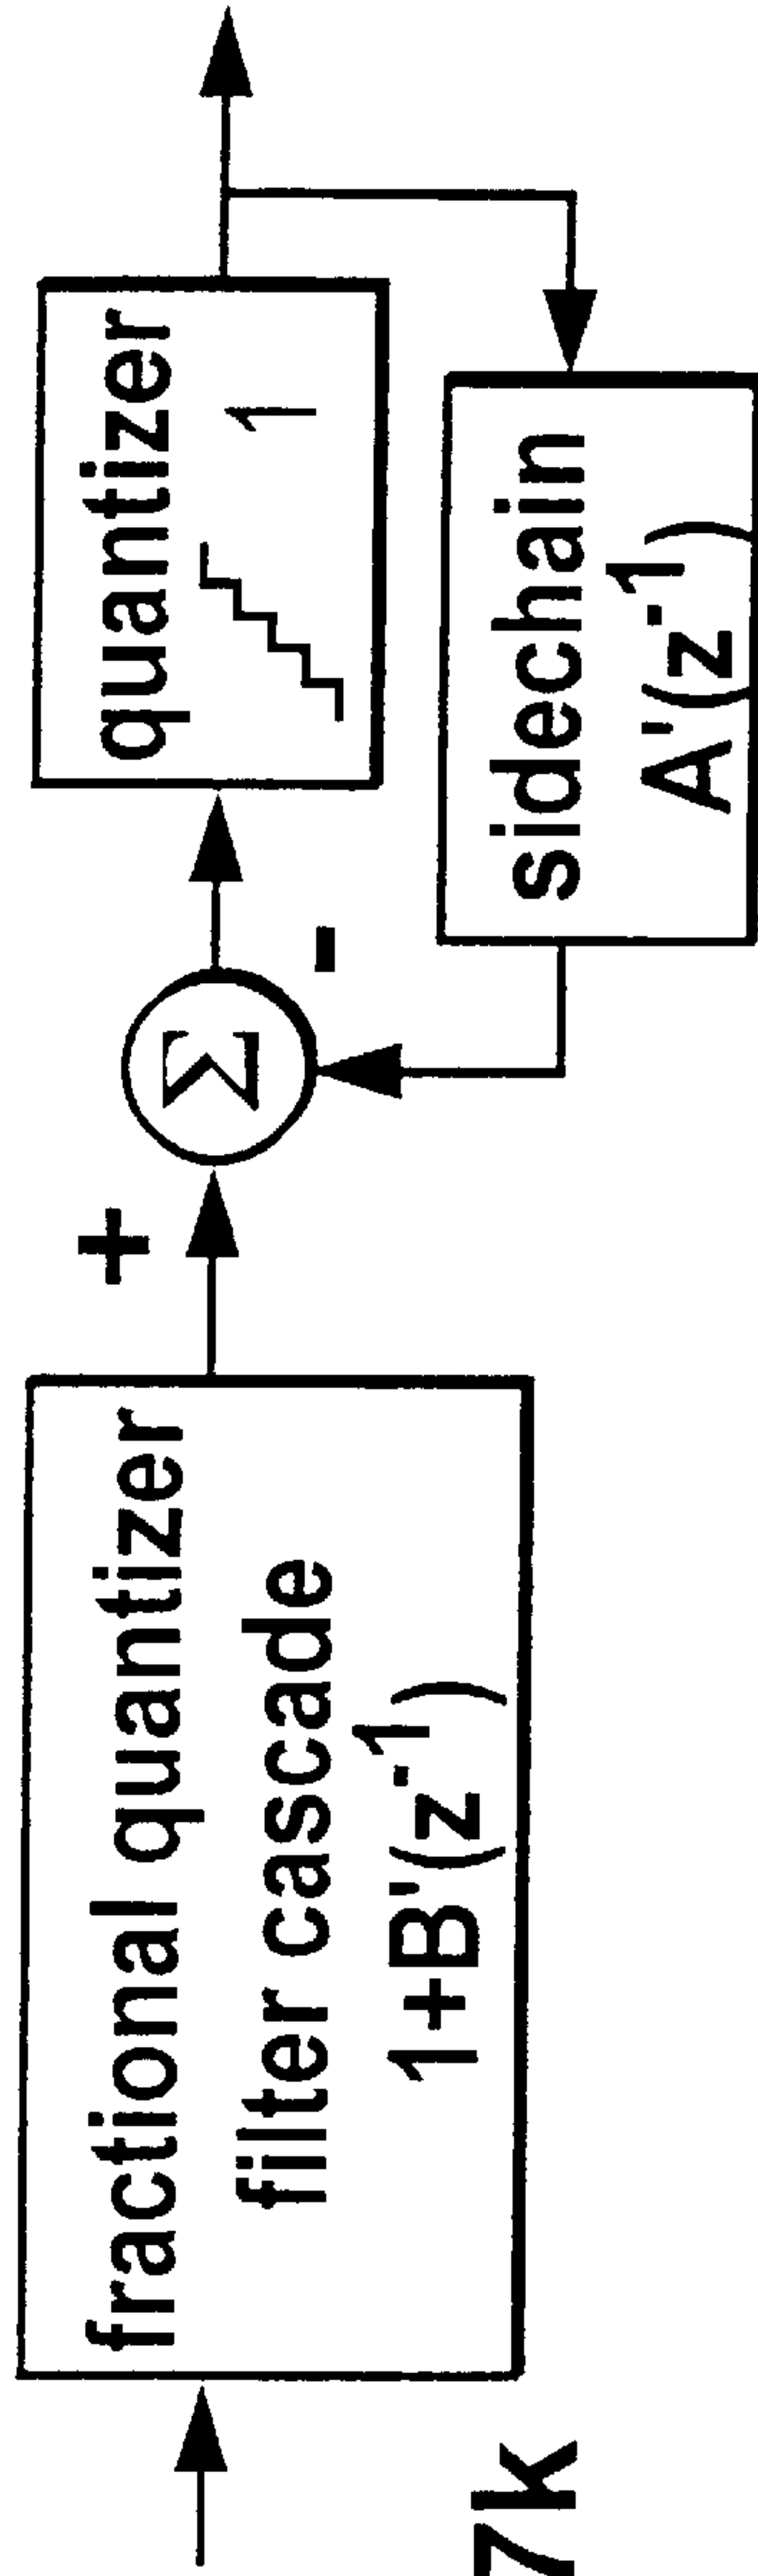 fractional quantizer
filter cascade
1+B'(z⁻¹)
+
Σ
-
quantizer
1
sidechain
A'(z⁻¹)
7K